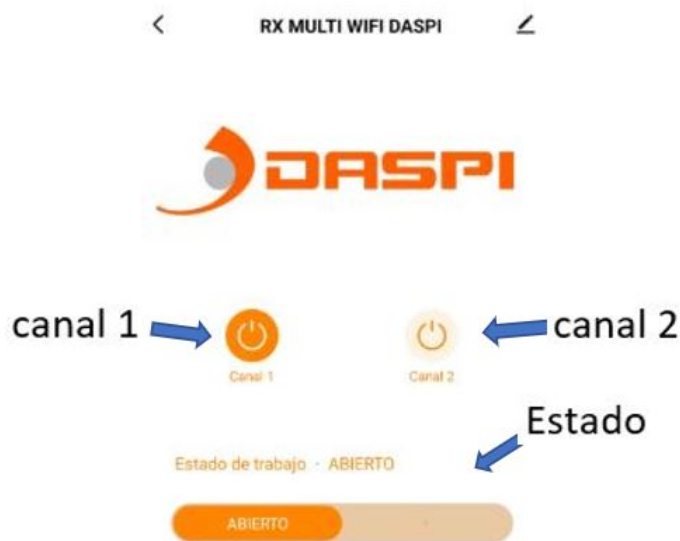 RX MULTI WIFI DASPI
DASPI
canal 1
canal 2
Canal 1
Canal 2
Estado
Estado de trabajo · ABIERTO
ABIERTO